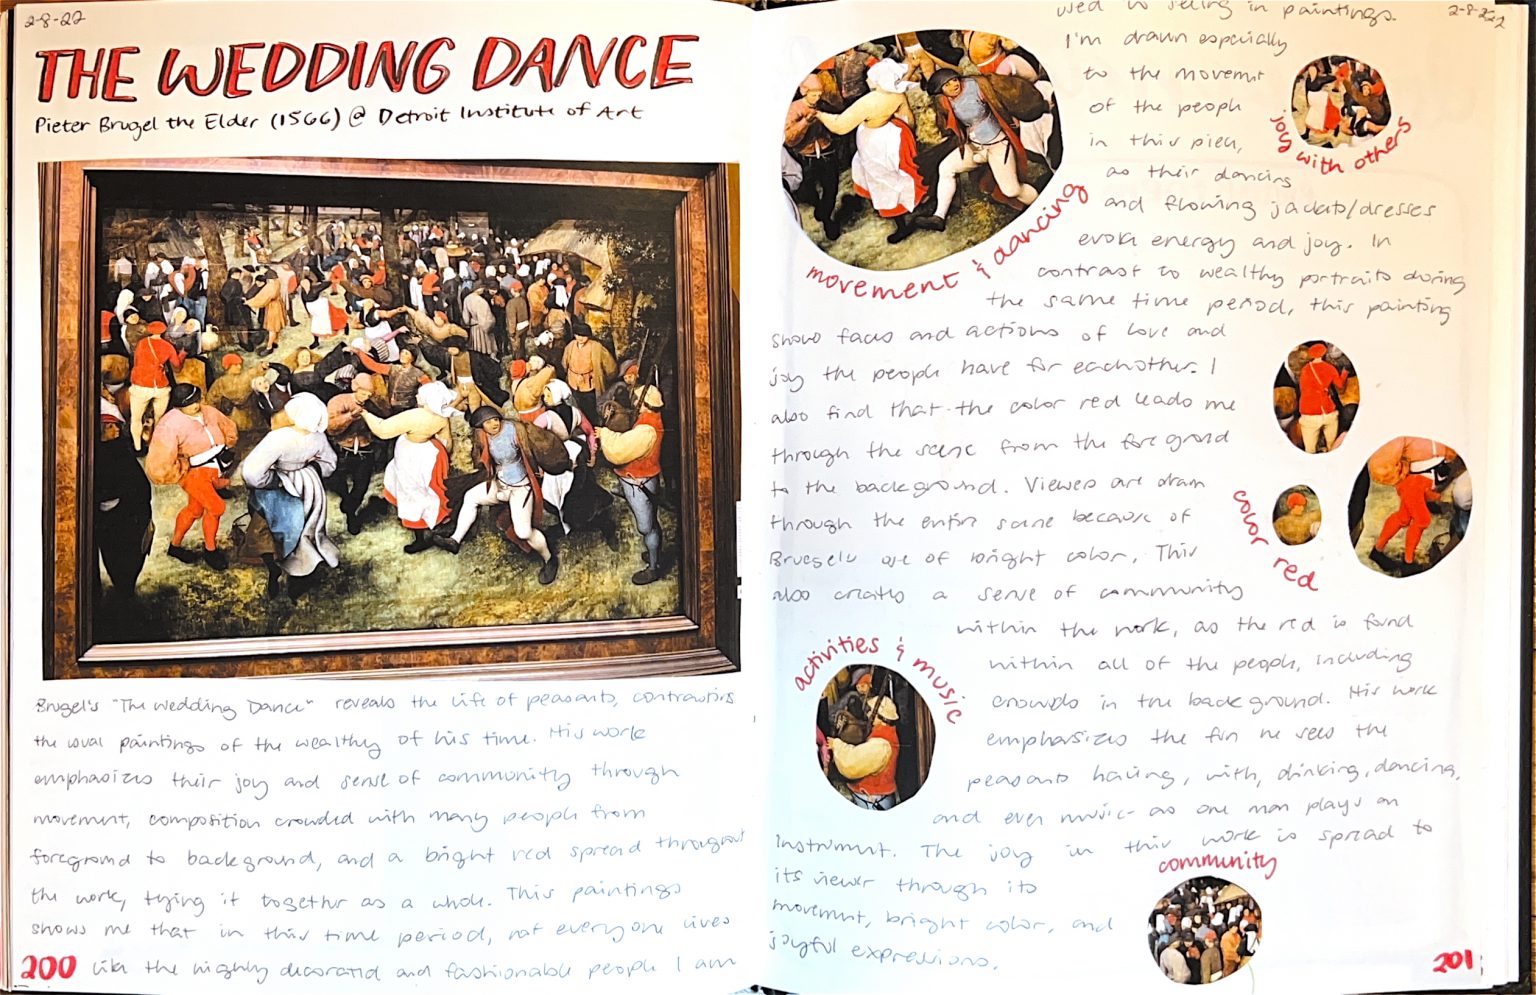 2-8-22
THE WEDDING DANCE
Pieter Brugel the Elder (1566) @ Detroit Institute of Art
Brugel's "The Wedding Dance" reveals the life of peasants, contrasting
the usual paintings of the wealthy of his time. His work
emphasizes their joy and sense of community through
movement, composition crowded with many people from
foreground to background, and a bright red spread throughout
the work, tying it together as a whole. This paintings
shows me that in this time period, not everyone lives
like the highly decorated and fashionable people I am
200
2-8-22
used to seeing in paintings.
I'm drawn especially
to the movemnt
of the people
in this piece,
as their dancing
and flowing jackets/dresses
evoke energy and joy. In
contrast to wealthy portraits during
the same time period, this painting
shows faces and actions of love and
joy the people have for eachother. I
also find that the color red leads me
through the scene from the foreground
to the background. Viewers are drawn
through the entire scene because of
Bruegels use of bright color. This
also creates a sense of community
within the work, as the red is found
within all of the people, including
crowds in the background. His work
emphasizes the fun he sees the
peasants having, with, drinking, dancing,
and even music- as one man plays an
instrument. The joy in this work is spread to
its viewer through its
movement, bright color, and
joyful expressions.
movement & dancing
joy with others
color red
activities & music
community
201